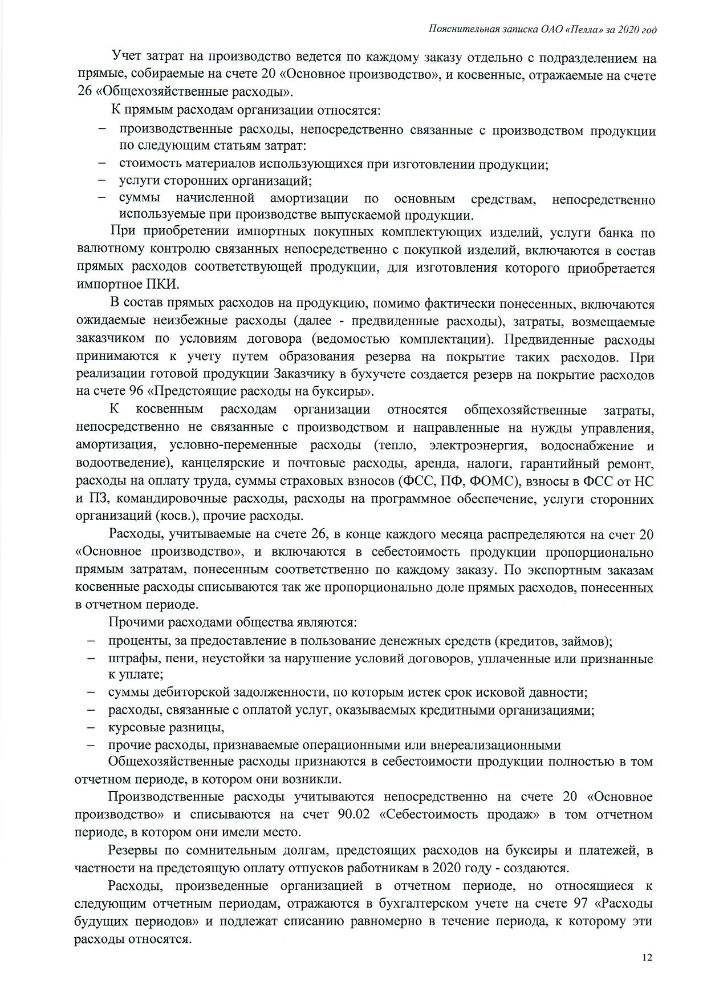 Пояснительная записка ОАО «Пелла» за 2020 год
Учет затрат на производство ведется по каждому заказу отдельно с подразделением на
прямые, собираемые на счете 20 «Основное производство», и косвенные, отражаемые на счете
26 «Общехозяйственные расходы».
К прямым расходам организации относятся:
– производственные расходы, непосредственно связанные с производством продукции
по следующим статьям затрат:
– стоимость материалов использующихся при изготовлении продукции;
– услуги сторонних организаций;
– суммы начисленной амортизации по основным средствам, непосредственно
используемые при производстве выпускаемой продукции.
При приобретении импортных покупных комплектующих изделий, услуги банка по
валютному контролю связанных непосредственно с покупкой изделий, включаются в состав
прямых расходов соответствующей продукции, для изготовления которого приобретается
импортное ПКИ.
В состав прямых расходов на продукцию, помимо фактически понесенных, включаются
ожидаемые неизбежные расходы (далее - предвиденные расходы), затраты, возмещаемые
заказчиком по условиям договора (ведомостью комплектации). Предвиденные расходы
принимаются к учету путем образования резерва на покрытие таких расходов. При
реализации готовой продукции Заказчику в бухучете создается резерв на покрытие расходов
на счете 96 «Предстоящие расходы на буксиры».
К косвенным расходам организации относятся общехозяйственные затраты,
непосредственно не связанные с производством и направленные на нужды управления,
амортизация, условно-переменные расходы (тепло, электроэнергия, водоснабжение и
водоотведение), канцелярские и почтовые расходы, аренда, налоги, гарантийный ремонт,
расходы на оплату труда, суммы страховых взносов (ФСС, ПФ, ФОМС), взносы в ФСС от НС
и ПЗ, командировочные расходы, расходы на программное обеспечение, услуги сторонних
организаций (косв.), прочие расходы.
Расходы, учитываемые на счете 26, в конце каждого месяца распределяются на счет 20
«Основное производство», и включаются в себестоимость продукции пропорционально
прямым затратам, понесенным соответственно по каждому заказу. По экспортным заказам
косвенные расходы списываются так же пропорционально доле прямых расходов, понесенных
в отчетном периоде.
Прочими расходами общества являются:
– проценты, за предоставление в пользование денежных средств (кредитов, займов);
– штрафы, пени, неустойки за нарушение условий договоров, уплаченные или признанные
к уплате;
– суммы дебиторской задолженности, по которым истек срок исковой давности;
– расходы, связанные с оплатой услуг, оказываемых кредитными организациями;
– курсовые разницы,
– прочие расходы, признаваемые операционными или внереализационными
Общехозяйственные расходы признаются в себестоимости продукции полностью в том
отчетном периоде, в котором они возникли.
Производственные расходы учитываются непосредственно на счете 20 «Основное
производство» и списываются на счет 90.02 «Себестоимость продаж» в том отчетном
периоде, в котором они имели место.
Резервы по сомнительным долгам, предстоящих расходов на буксиры и платежей, в
частности на предстоящую оплату отпусков работникам в 2020 году - создаются.
Расходы, произведенные организацией в отчетном периоде, но относящиеся к
следующим отчетным периодам, отражаются в бухгалтерском учете на счете 97 «Расходы
будущих периодов» и подлежат списанию равномерно в течение периода, к которому эти
расходы относятся.
12